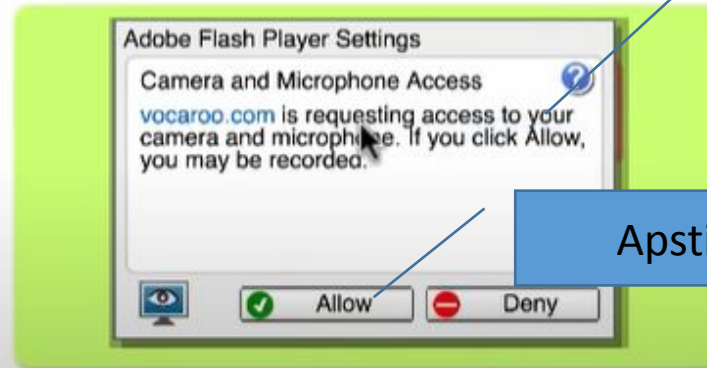 Adobe Flash Player Settings
Camera and Microphone Access
vocaroo.com is requesting access to your
camera and microphone. If you click Allow,
you may be recorded.
Allow
Deny